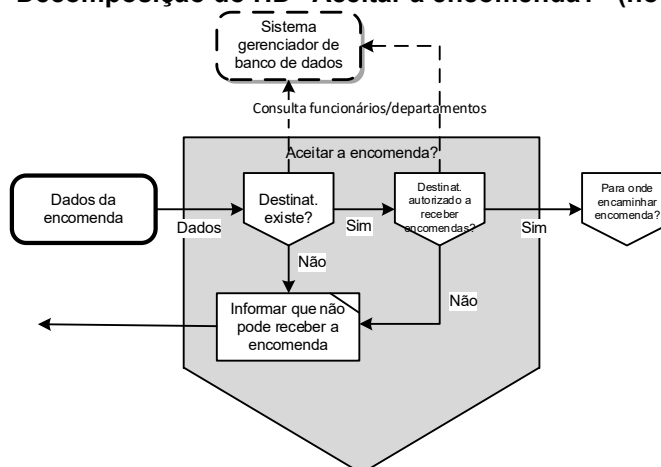 Sistema
gerenciador de
banco de dados
Consulta funcionários/departamentos
Aceitar a encomenda?
Dados da
encomenda
Dados
Destinat.
existe?
Sim
Destinat.
autorizado a
receber
encomendas?
Sim
Para onde
encaminhar
encomenda?
Não
Não
Informar que não
pode receber a
encomenda